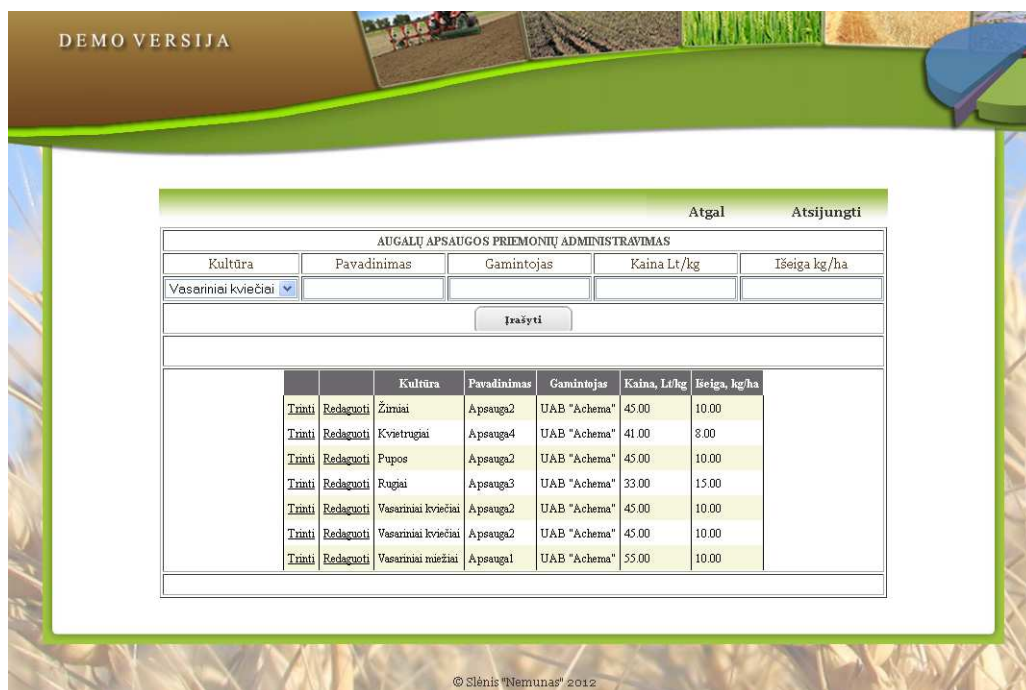 DEMO VERSIJA
Atgal Atsijungti
AUGALŲ APSAUGOS PRIEMONIŲ ADMINISTRAVIMAS
Kultūra Pavadinimas Gamintojas Kaina Lt/kg Išeiga kg/ha
Vasariniai kviečiai
Įrašyti
Kultūra Pavadinimas Gamintojas Kaina, Lt/kg Išeiga, kg/ha
Trinti Redaguoti Žirniai Apsauga2 UAB "Achema" 45.00 10.00
Trinti Redaguoti Kvietrugiai Apsauga4 UAB "Achema" 41.00 8.00
Trinti Redaguoti Pupos Apsauga2 UAB "Achema" 45.00 10.00
Trinti Redaguoti Rugiai Apsauga3 UAB "Achema" 33.00 15.00
Trinti Redaguoti Vasariniai kviečiai Apsauga2 UAB "Achema" 45.00 10.00
Trinti Redaguoti Vasariniai kviečiai Apsauga2 UAB "Achema" 45.00 10.00
Trinti Redaguoti Vasariniai miežiai Apsauga1 UAB "Achema" 55.00 10.00
© Slėnis "Nemunas" 2012